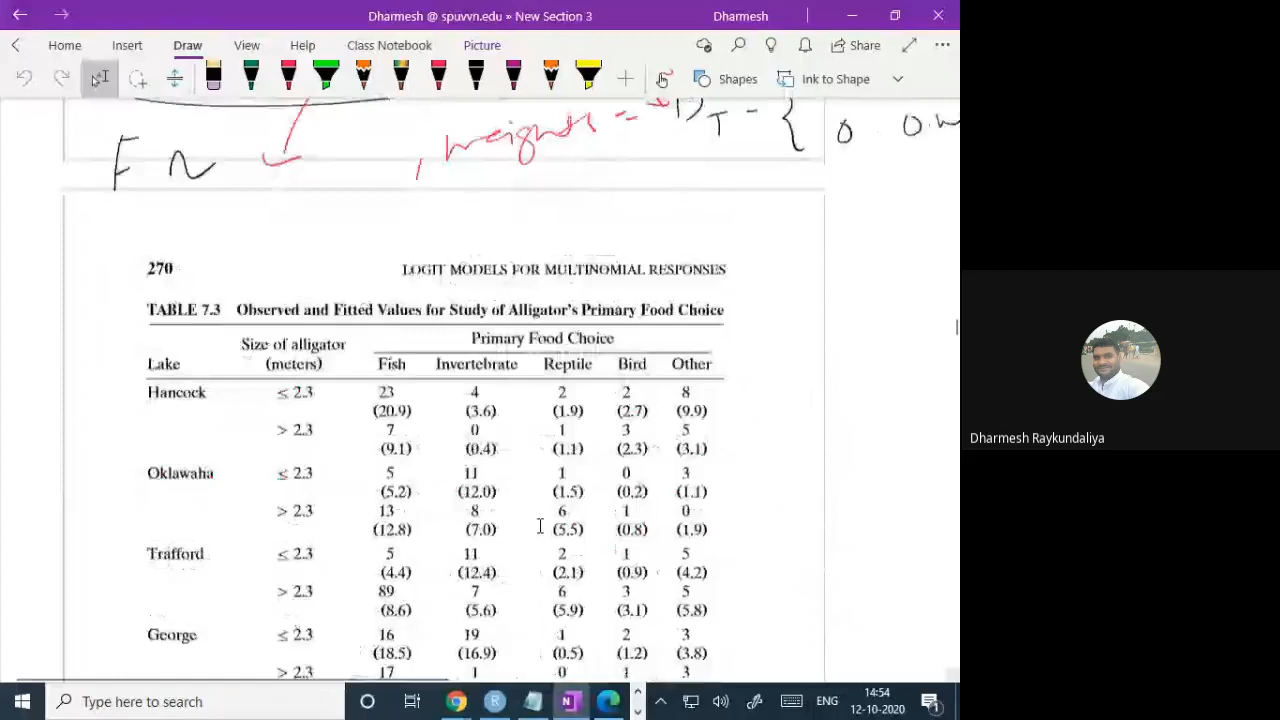 Dharmesh @ spuvvn.edu » New Section 3
Dharmesh
Home Insert Draw View Help Class Notebook Picture Share
Shapes Ink to Shape
, weights =
F N
270 LOGIT MODELS FOR MULTINOMIAL RESPONSES
TABLE 7.3 Observed and Fitted Values for Study of Alligator's Primary Food Choice
Size of alligator Primary Food Choice
Lake (meters) Fish Invertebrate Reptile Bird Other
Hancock ≤ 2.3 23 4 2 2 8
(20.9) (3.6) (1.9) (2.7) (9.9)
> 2.3 7 0 1 3 5
(9.1) (0.4) (1.1) (2.3) (3.1)
Oklawaha ≤ 2.3 5 11 1 0 3
(5.2) (12.0) (1.5) (0.2) (1.1)
> 2.3 13 8 6 1 0
(12.8) (7.0) (5.5) (0.8) (1.9)
Trafford ≤ 2.3 5 11 2 1 5
(4.4) (12.4) (2.1) (0.9) (4.2)
> 2.3 89 7 6 3 5
(8.6) (5.6) (5.9) (3.1) (5.8)
George ≤ 2.3 16 19 1 2 3
(18.5) (16.9) (0.5) (1.2) (3.8)
> 2.3 17 1 0 1 3
Dharmesh Raykundaliya
Type here to search
ENG
14:54
12-10-2020